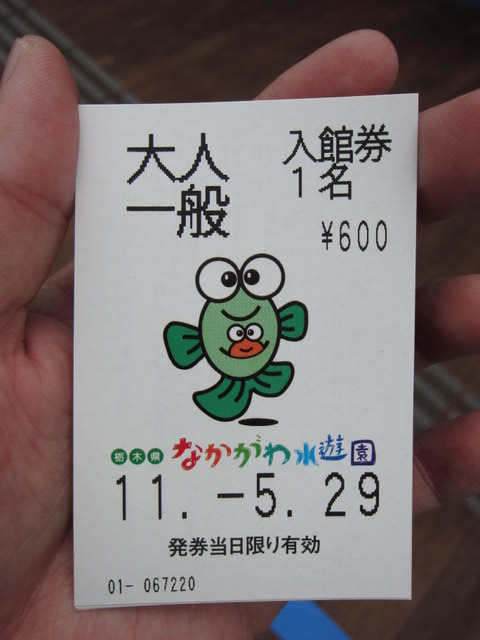 大人 入館券
一般 1名
¥600
栃木県 なかがわ水遊園
11.-5.29
発券当日限り有効
01- 067220